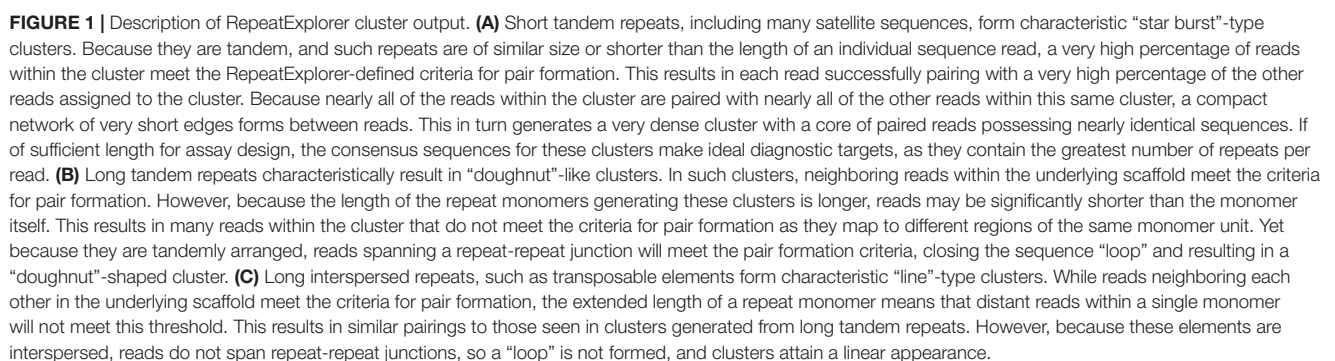 FIGURE 1 | Description of RepeatExplorer cluster output. (A) Short tandem repeats, including many satellite sequences, form characteristic “star burst”-type
clusters. Because they are tandem, and such repeats are of similar size or shorter than the length of an individual sequence read, a very high percentage of reads
within the cluster meet the RepeatExplorer-defined criteria for pair formation. This results in each read successfully pairing with a very high percentage of the other
reads assigned to the cluster. Because nearly all of the reads within the cluster are paired with nearly all of the other reads within this same cluster, a compact
network of very short edges forms between reads. This in turn generates a very dense cluster with a core of paired reads possessing nearly identical sequences. If
of sufficient length for assay design, the consensus sequences for these clusters make ideal diagnostic targets, as they contain the greatest number of repeats per
read. (B) Long tandem repeats characteristically result in “doughnut”-like clusters. In such clusters, neighboring reads within the underlying scaffold meet the criteria
for pair formation. However, because the length of the repeat monomers generating these clusters is longer, reads may be significantly shorter than the monomer
itself. This results in many reads within the cluster that do not meet the criteria for pair formation as they map to different regions of the same monomer unit. Yet
because they are tandemly arranged, reads spanning a repeat-repeat junction will meet the pair formation criteria, closing the sequence “loop” and resulting in a
“doughnut”-shaped cluster. (C) Long interspersed repeats, such as transposable elements form characteristic “line”-type clusters. While reads neighboring each
other in the underlying scaffold meet the criteria for pair formation, the extended length of a repeat monomer means that distant reads within a single monomer
will not meet this threshold. This results in similar pairings to those seen in clusters generated from long tandem repeats. However, because these elements are
interspersed, reads do not span repeat-repeat junctions, so a “loop” is not formed, and clusters attain a linear appearance.